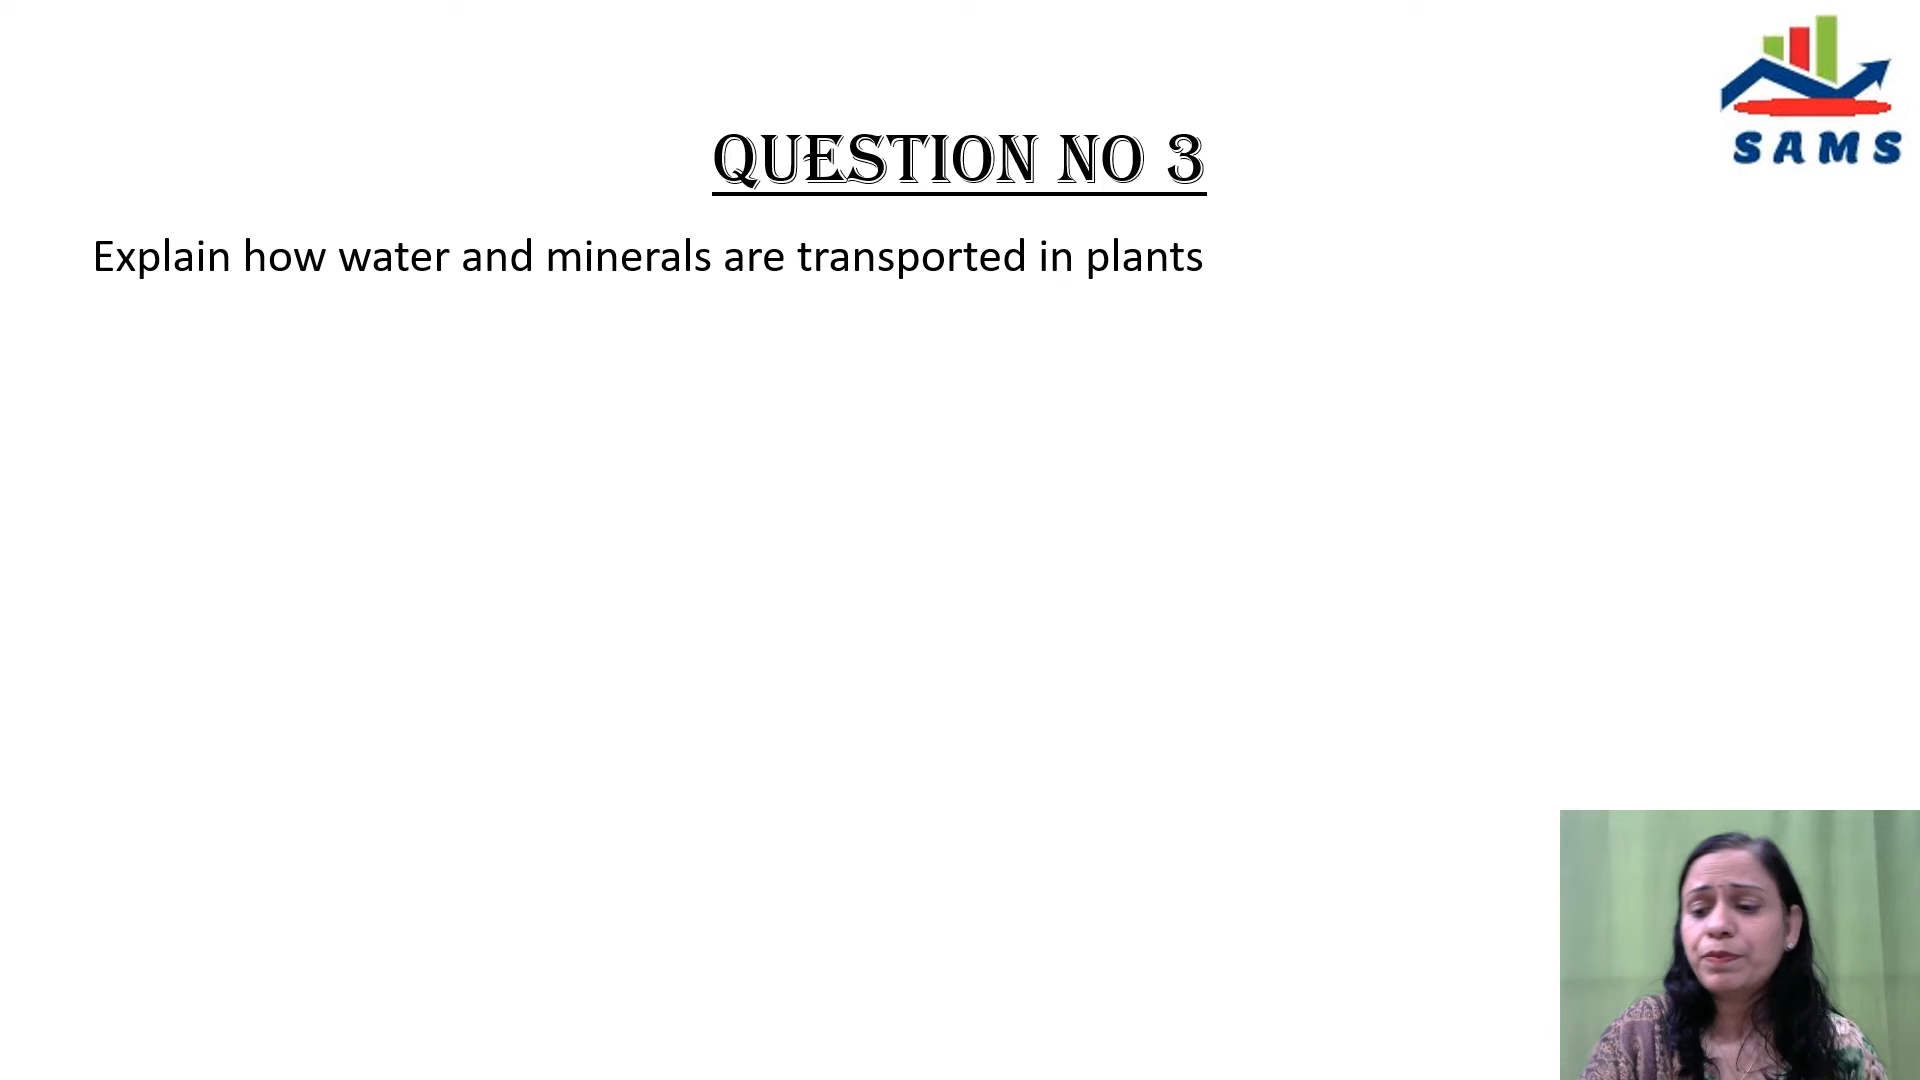 SAMS
QUESTION NO 3
Explain how water and minerals are transported in plants